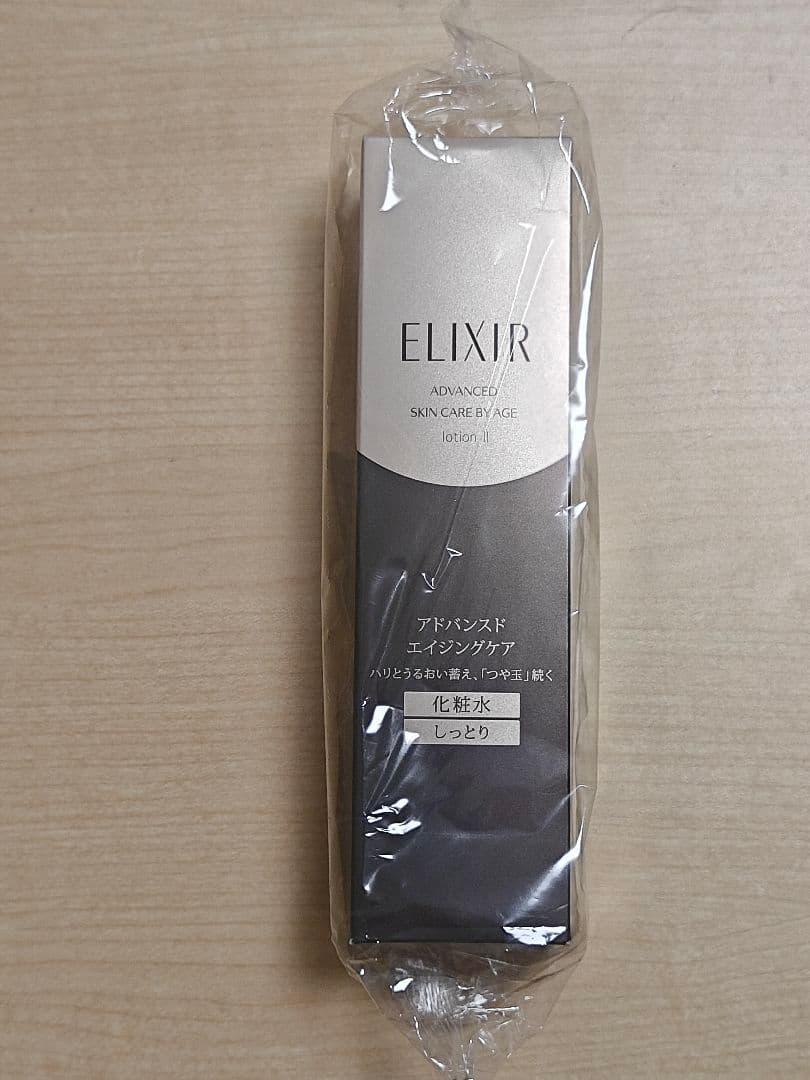 ELIXIR
ADVANCED
SKIN CARE BY AGE
lotion II
アドバンスド
エイジングケア
ハリとうるおい蓄え、「つや玉」続く
化粧水
しっとり